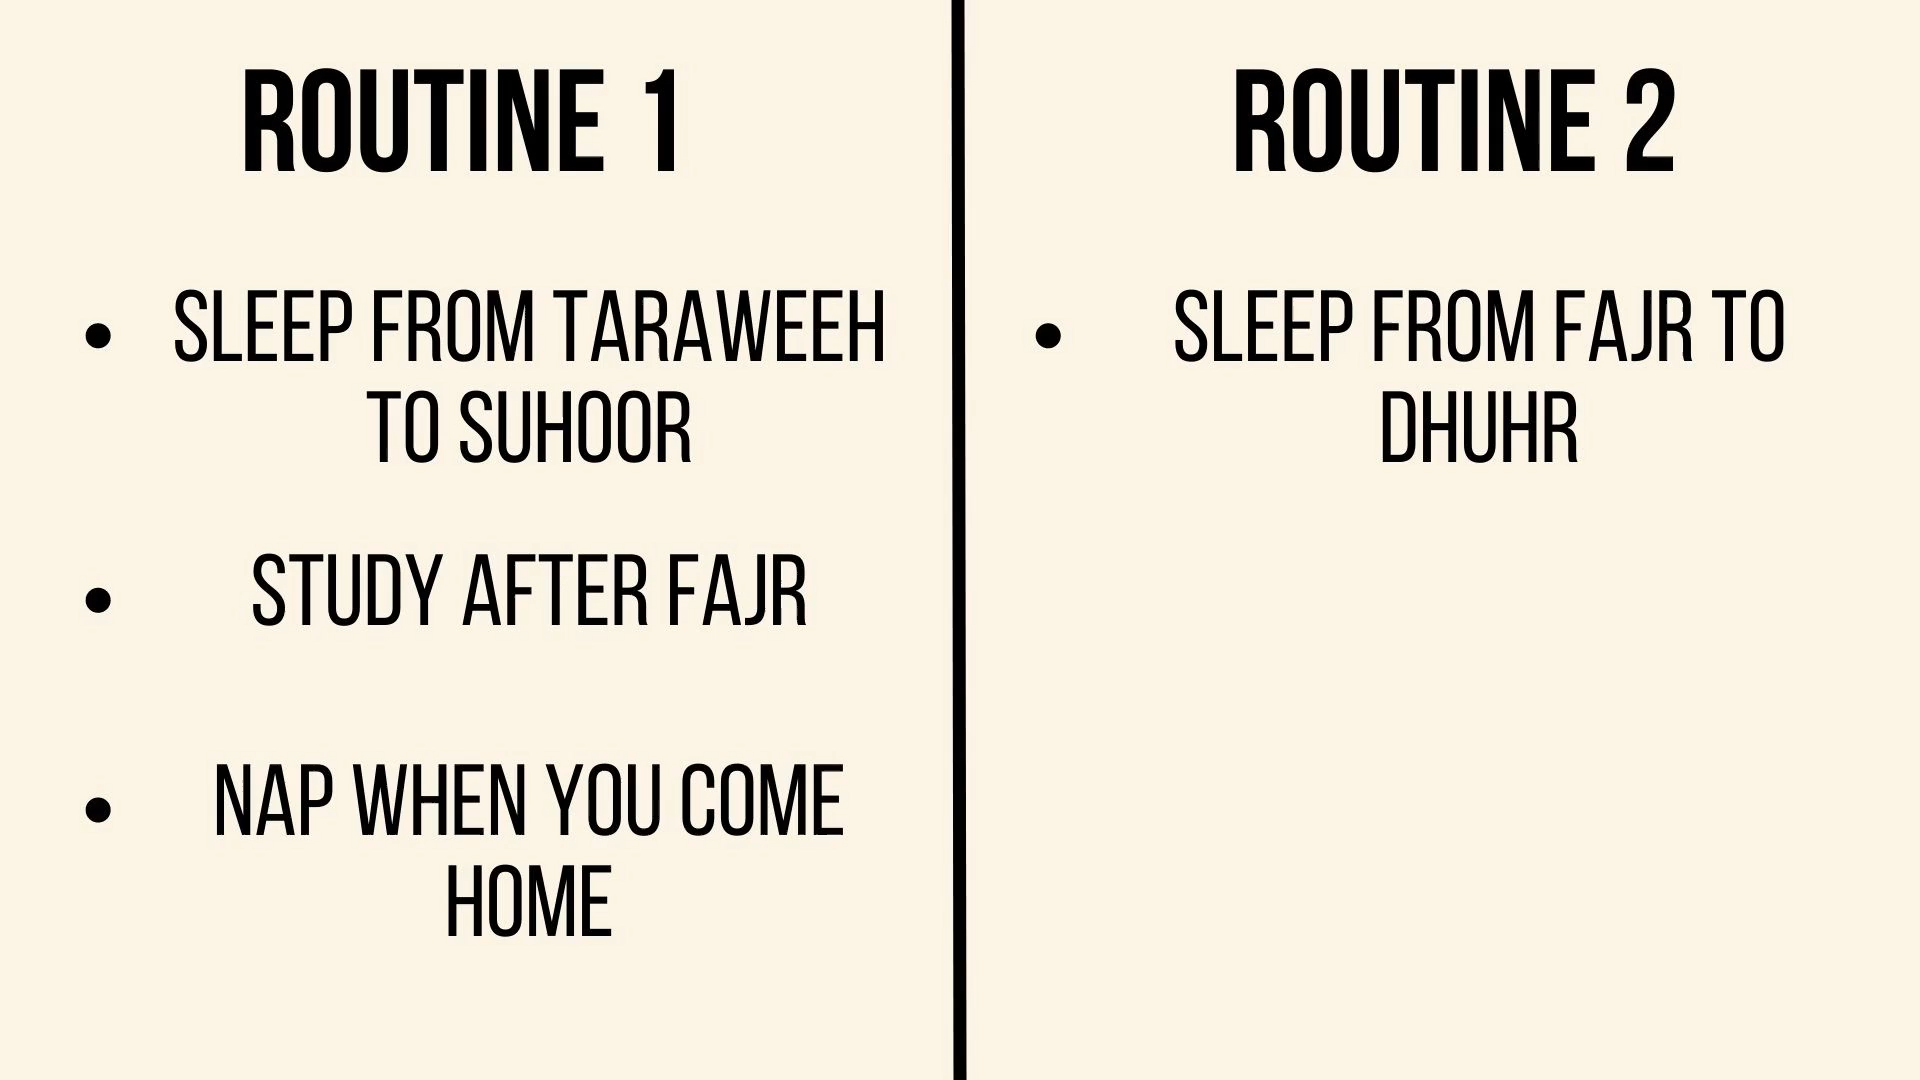 ROUTINE 1
• SLEEP FROM TARAWEEH
TO SUHOOR
• STUDY AFTER FAJR
• NAP WHEN YOU COME
HOME
ROUTINE 2
• SLEEP FROM FAJR TO
DHUHR